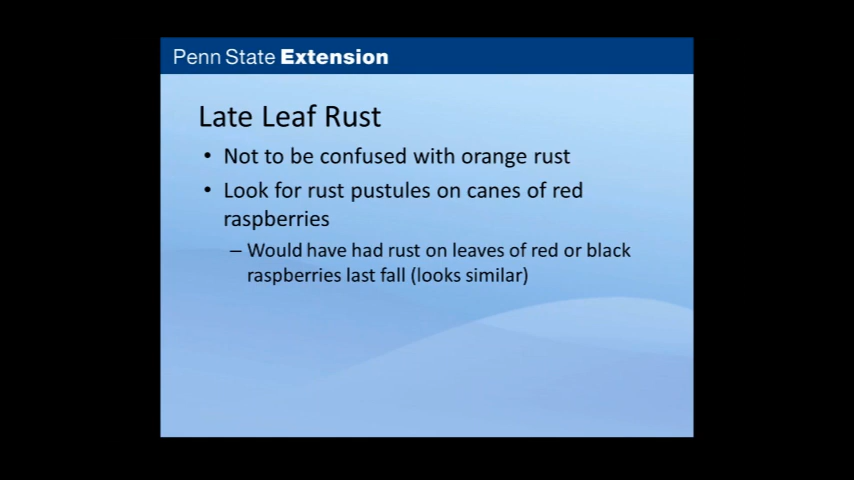 Penn State Extension
Late Leaf Rust
• Not to be confused with orange rust
• Look for rust pustules on canes of red
raspberries
– Would have had rust on leaves of red or black
raspberries last fall (looks similar)